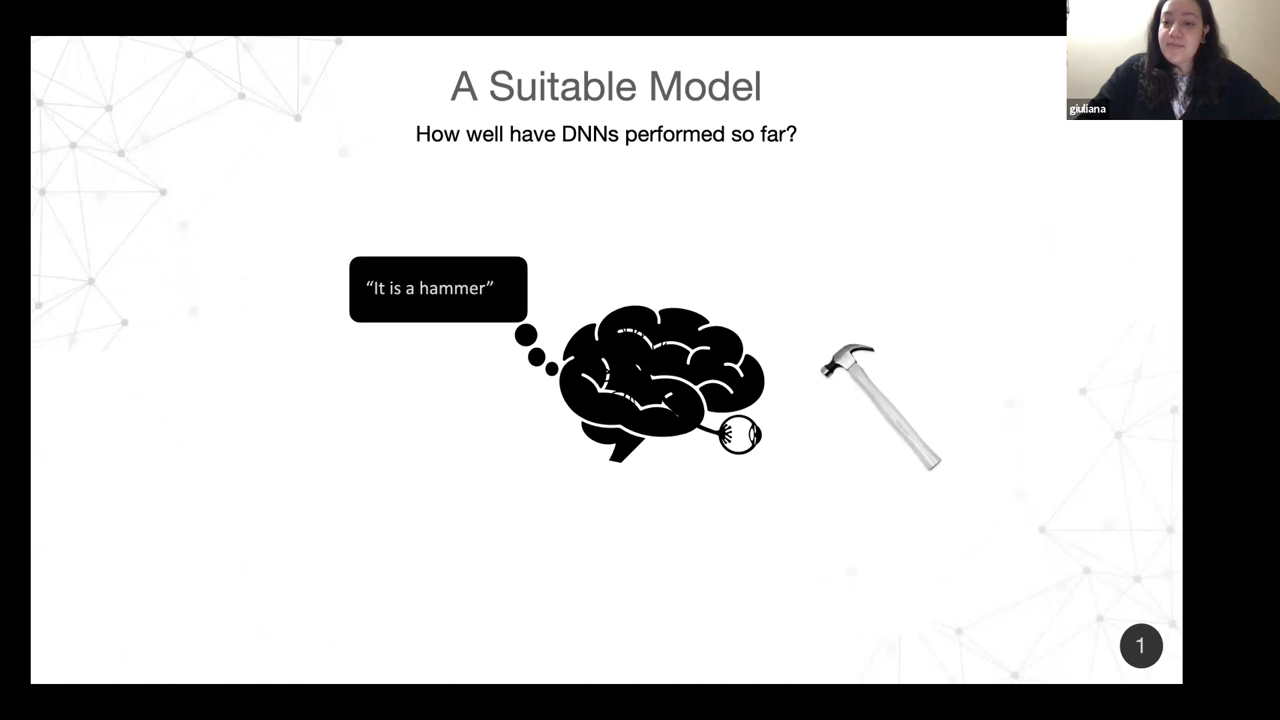 A Suitable Model
How well have DNNs performed so far?
giuliana
“It is a hammer”
1